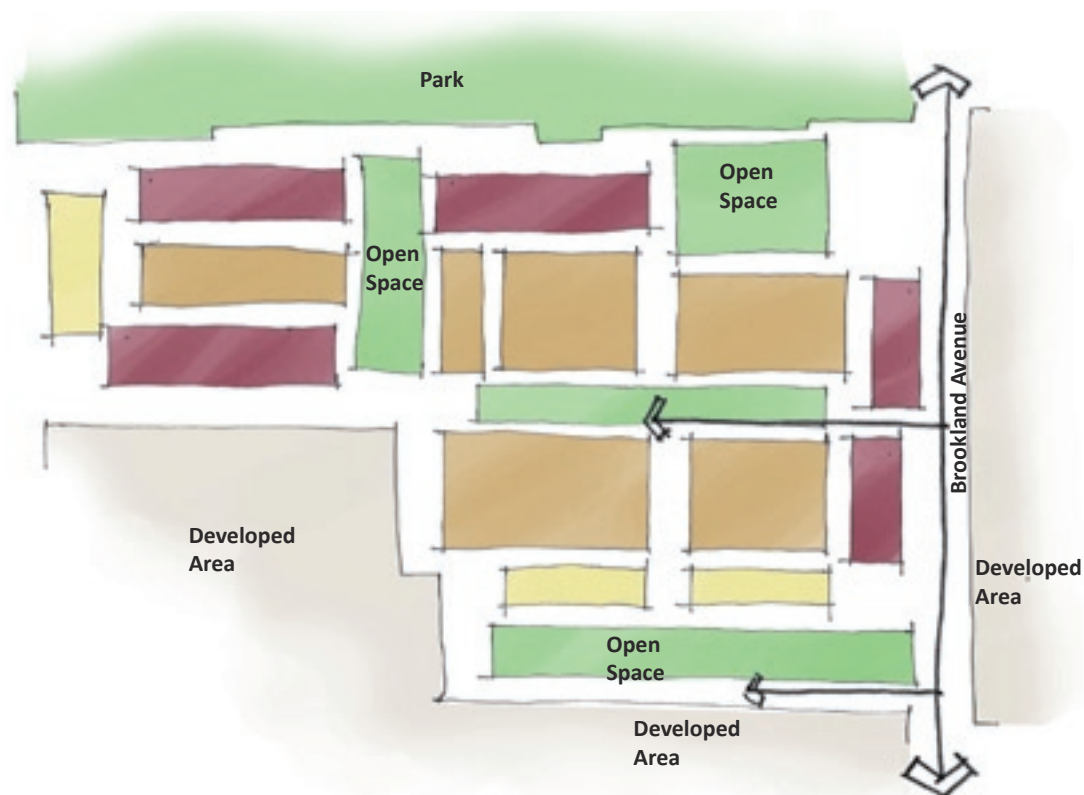 Park
Open
Space
Open
Space
Brookland Avenue
Developed
Area
Developed
Area
Open
Space
Developed
Area